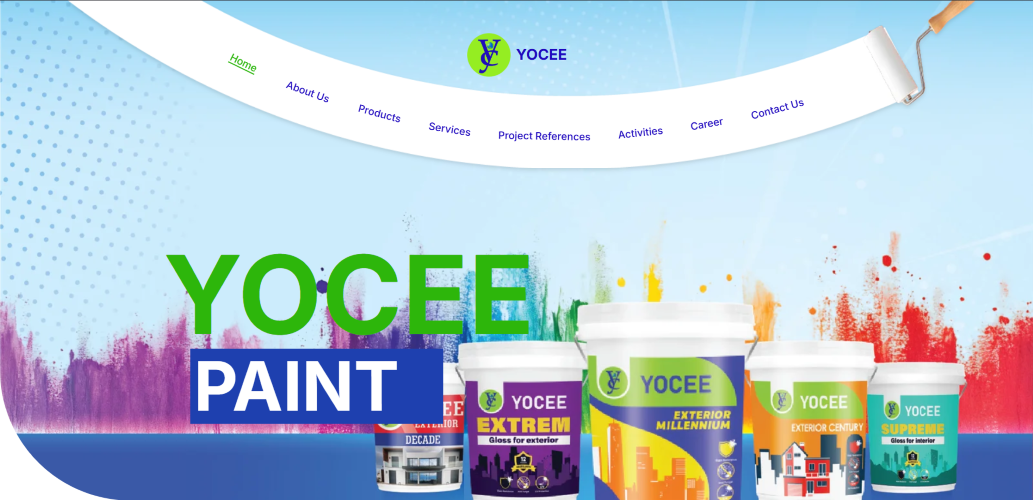 YC
YOCEE
Home
About Us
Products
Services
Project References
Activities
Career
Contact Us
YOCEE
PAINT
EXTERIOR
DECADE
YOCEE
EXTREM
Gloss for exterior
YOCEE
EXTERIOR
MILLENNIUM
YOCEE
EXTERIOR CENTURY
YOCEE
SUPREME
Gloss for interior